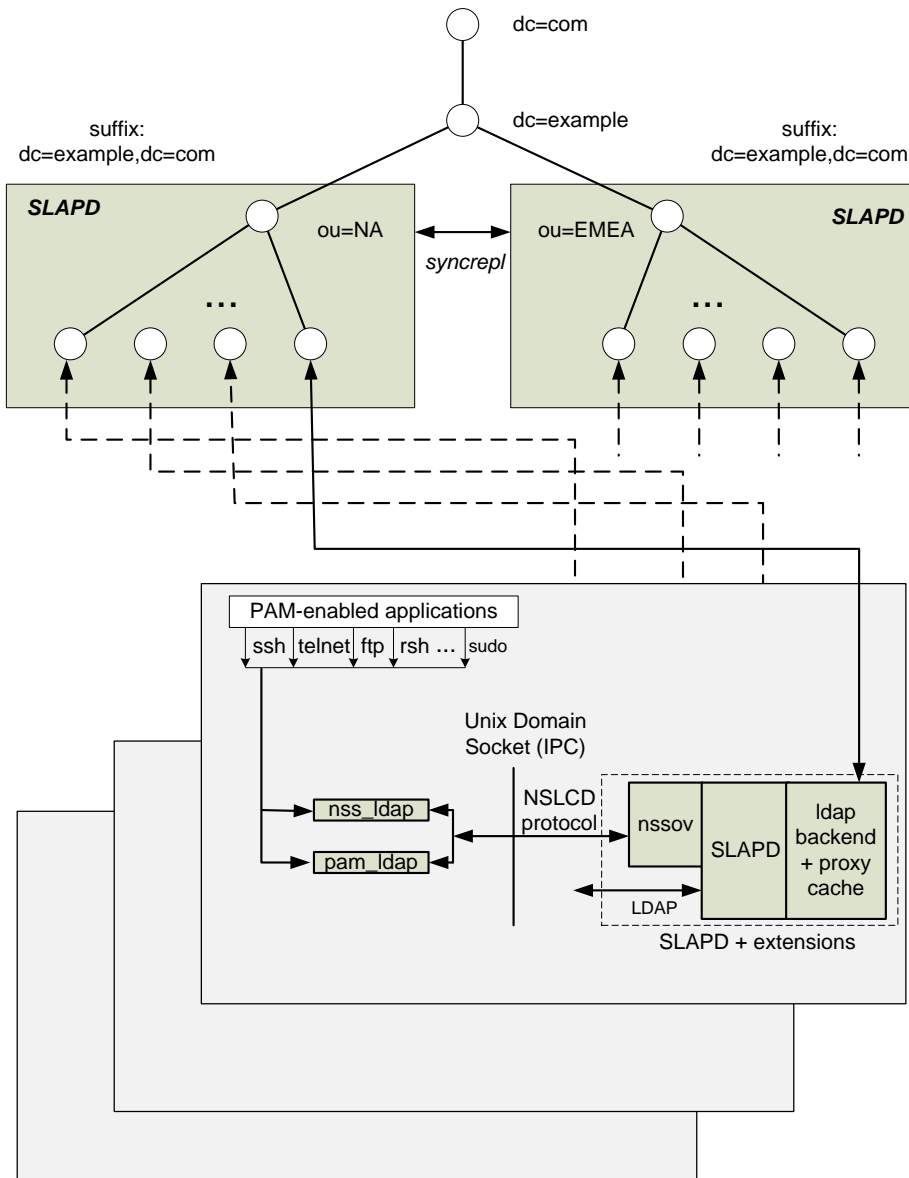 dc=com
dc=example
suffix:
dc=example,dc=com
suffix:
dc=example,dc=com
SLAPD
ou=NA
syncrepl
ou=EMEA
SLAPD
...
...
PAM-enabled applications
ssh telnet ftp rsh ... sudo
Unix Domain
Socket (IPC)
nss_ldap
pam_ldap
NSLCD
protocol
nssov
SLAPD
ldap
backend
+ proxy
cache
LDAP
SLAPD + extensions